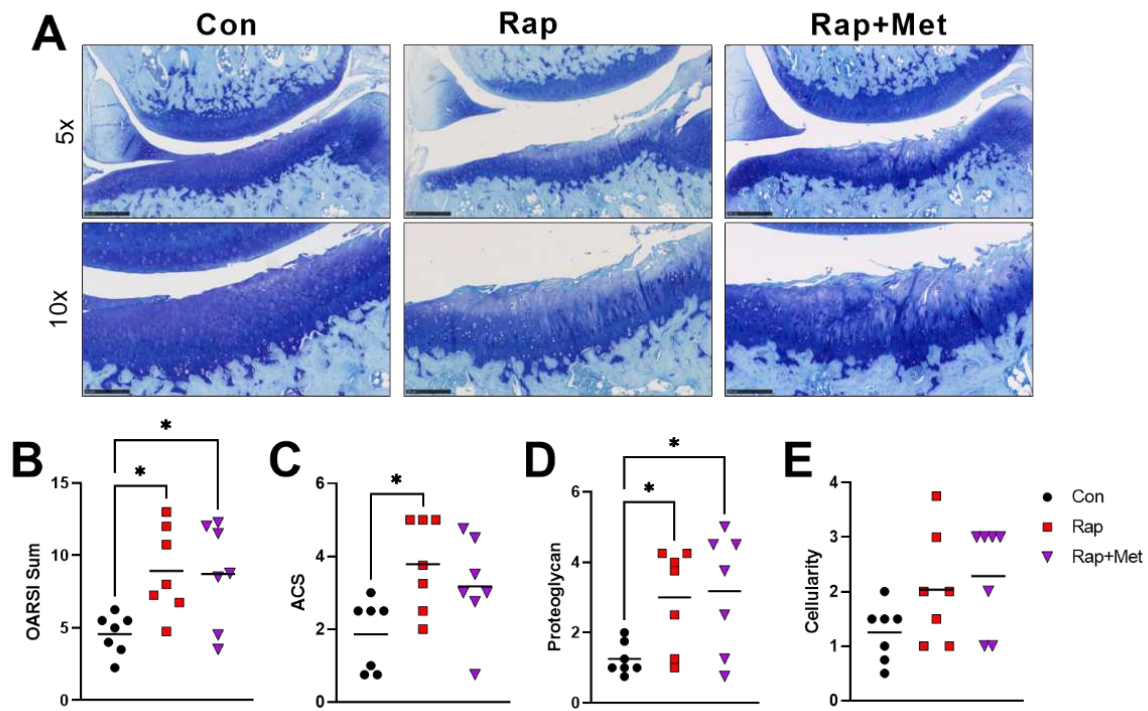 A
Con
Rap
Rap+Met
5x
10x
B
OARSI Sum
15
10
5
0
*
*
C
ACS
6
4
2
0
*
D
Proteoglycan
6
4
2
0
*
*
E
Cellularity
4
3
2
1
0
Con
Rap
Rap+Met